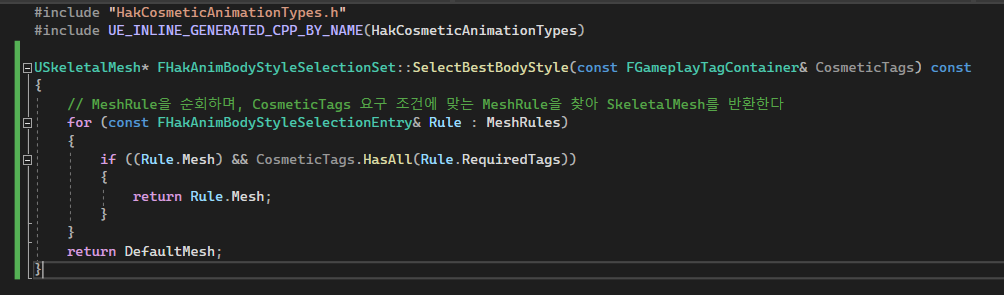 #include "HakCosmeticAnimationTypes.h"
#include UE_INLINE_GENERATED_CPP_BY_NAME(HakCosmeticAnimationTypes)
USkeletalMesh* FHakAnimBodyStyleSelectionSet::SelectBestBodyStyle(const FGameplayTagContainer& CosmeticTags) const
{
// MeshRule을 순회하며, CosmeticTags 요구 조건에 맞는 MeshRule을 찾아 SkeletalMesh를 반환한다
for (const FHakAnimBodyStyleSelectionEntry& Rule : MeshRules)
{
if ((Rule.Mesh) && CosmeticTags.HasAll(Rule.RequiredTags))
{
return Rule.Mesh;
}
}
return DefaultMesh;
}